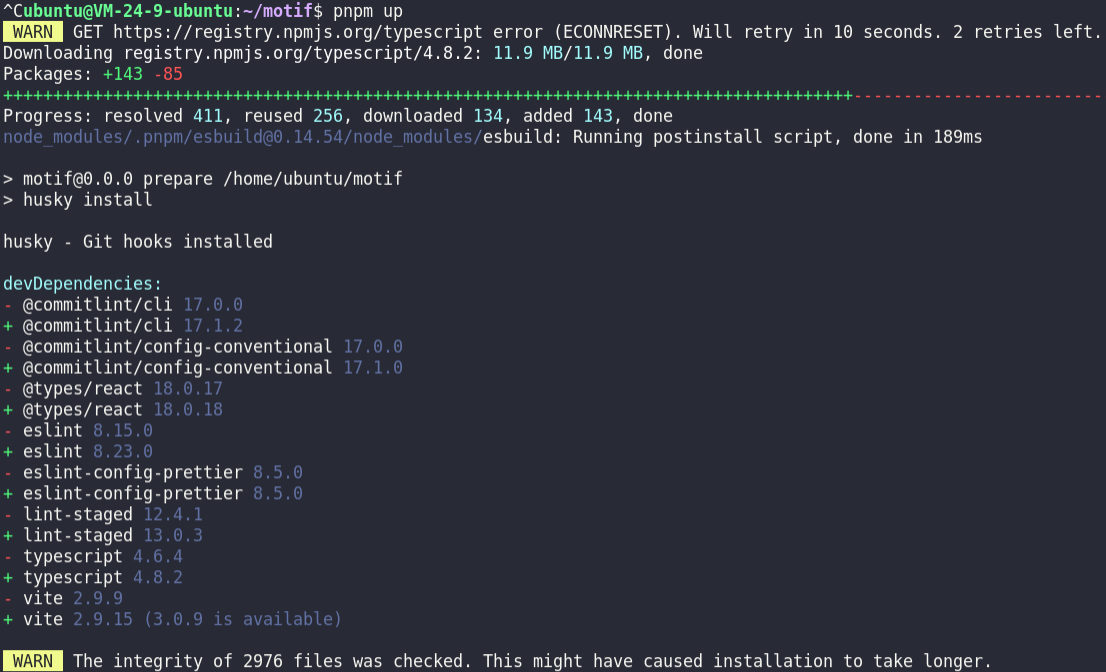 ^Cubuntu@VM-24-9-ubuntu:~/motif$ pnpm up
 WARN  GET https://registry.npmjs.org/typescript error (ECONNRESET). Will retry in 10 seconds. 2 retries left.
Downloading registry.npmjs.org/typescript/4.8.2: 11.9 MB/11.9 MB, done
Packages: +143 -85
+++++++++++++++++++++++++++++++++++++++++++++++++++++++++++++++++++++++++++++++++++++-------------------------
Progress: resolved 411, reused 256, downloaded 134, added 143, done
node_modules/.pnpm/esbuild@0.14.54/node_modules/esbuild: Running postinstall script, done in 189ms

> motif@0.0.0 prepare /home/ubuntu/motif
> husky install

husky - Git hooks installed

devDependencies:
- @commitlint/cli 17.0.0
+ @commitlint/cli 17.1.2
- @commitlint/config-conventional 17.0.0
+ @commitlint/config-conventional 17.1.0
- @types/react 18.0.17
+ @types/react 18.0.18
- eslint 8.15.0
+ eslint 8.23.0
- eslint-config-prettier 8.5.0
+ eslint-config-prettier 8.5.0
- lint-staged 12.4.1
+ lint-staged 13.0.3
- typescript 4.6.4
+ typescript 4.8.2
- vite 2.9.9
+ vite 2.9.15 (3.0.9 is available)

 WARN  The integrity of 2976 files was checked. This might have caused installation to take longer.